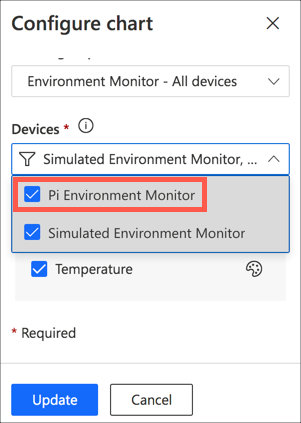 Configure chart
Environment Monitor - All devices
Devices *
Simulated Environment Monitor, ...
Pi Environment Monitor
Simulated Environment Monitor
Temperature
* Required
Update Cancel